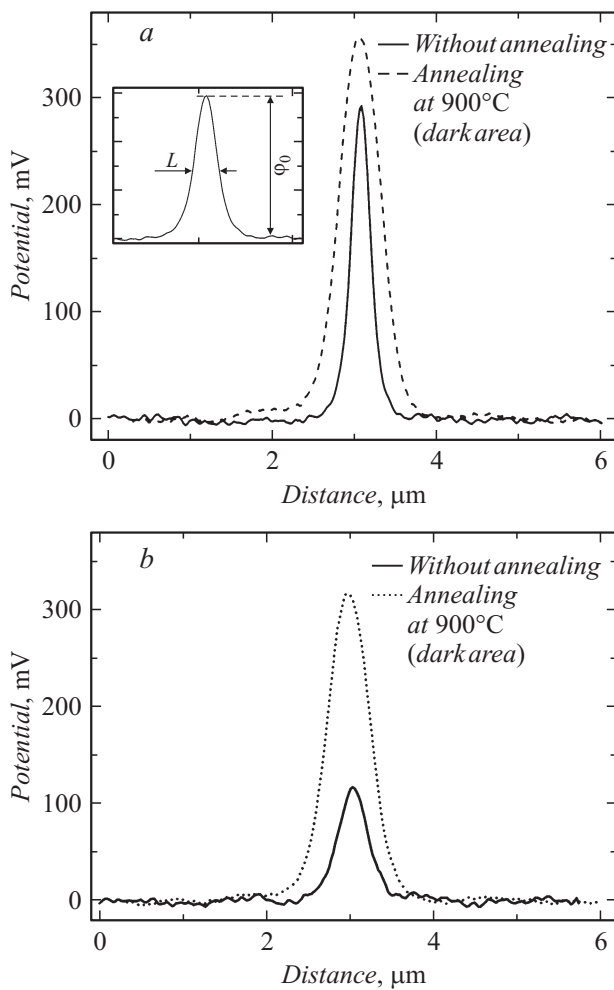 a
Without annealing
Annealing
at 900°C
(dark area)
L
φ0
Potential, mV
300
200
100
0
0 2 4 6
Distance, μm
b
Without annealing
Annealing
at 900°C
(dark area)
Potential, mV
300
200
100
0
0 2 4 6
Distance, μm